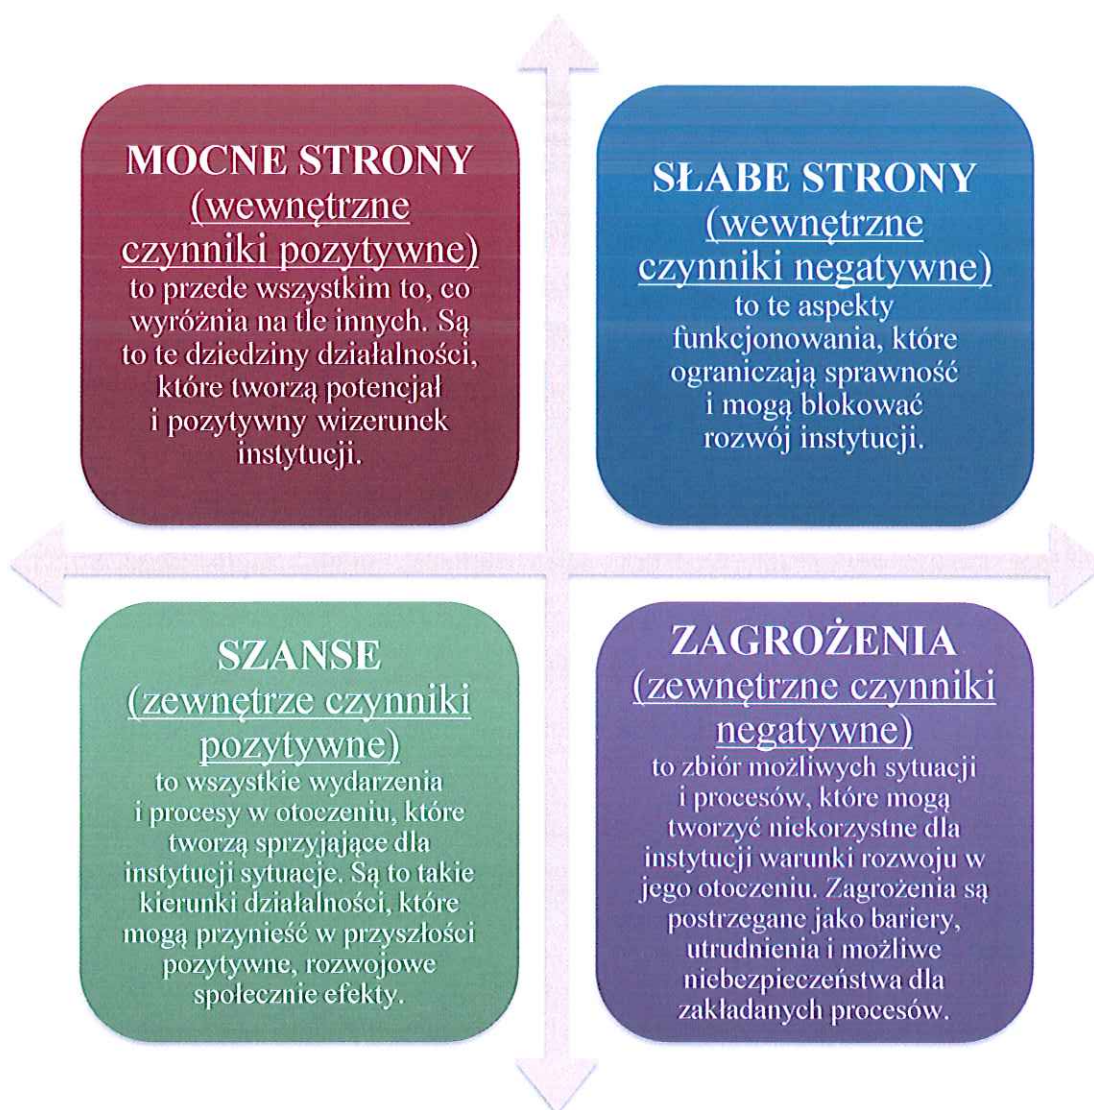 MOCNE STRONY
(wewnętrzne
czynniki pozytywne)
to przede wszystkim to, co
wyróżnia na tle innych. Są
to te dziedziny działalności,
które tworzą potencjał
i pozytywny wizerunek
instytucji.
SŁABE STRONY
(wewnętrzne
czynniki negatywne)
to te aspekty
funkcjonowania, które
ograniczają sprawność
i mogą blokować
rozwój instytucji.
SZANSE
(zewnętrze czynniki
pozytywne)
to wszystkie wydarzenia
i procesy w otoczeniu, które
tworzą sprzyjające dla
instytucji sytuacje. Są to takie
kierunki działalności, które
mogą przynieść w przyszłości
pozytywne, rozwojowe
społecznie efekty.
ZAGROŻENIA
(zewnętrzne czynniki
negatywne)
to zbiór możliwych sytuacji
i procesów, które mogą
tworzyć niekorzystne dla
instytucji warunki rozwoju w
jego otoczeniu. Zagrożenia są
postrzegane jako bariery,
utrudnienia i możliwe
niebezpieczeństwa dla
zakładanych procesów.